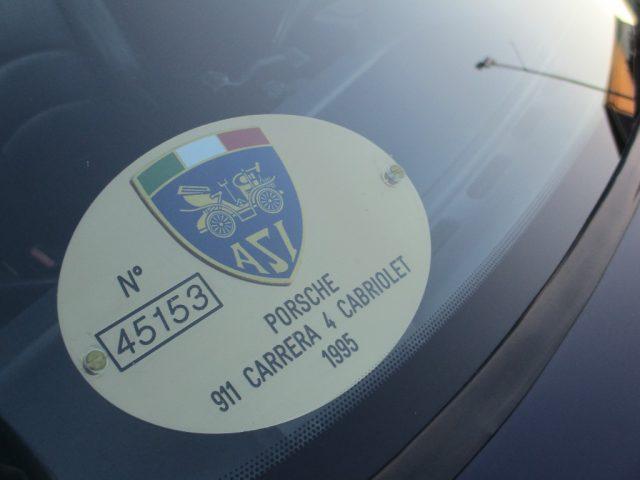 ASI
N°
45153
PORSCHE
911 CARRERA 4 CABRIOLET
1995